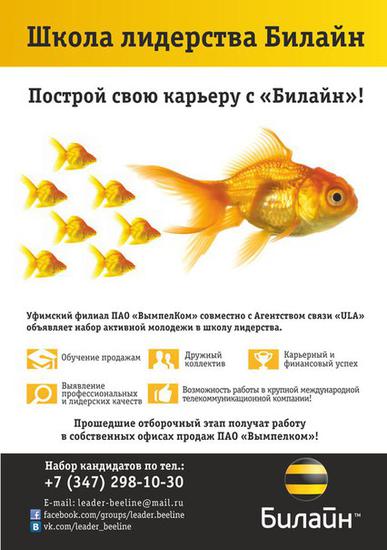 Школа лидерства Билайн
Построй свою карьеру с «Билайн»!
Уфимский филиал ПАО «ВымпелКом» совместно с Агентством связи «ULA»
объявляет набор активной молодежи в школу лидерства.
Обучение продажам
Дружный
коллектив
Карьерный и
финансовый успех
Выявление
профессиональных
и лидерских качеств
Возможность работы в крупной международной
телекоммуникационной компании!
Прошедшие отборочный этап получат работу
в собственных офисах продаж ПАО «Вымпелком»!
Набор кандидатов по тел.:
+7 (347) 298-10-30
E-mail: leader-beeline@mail.ru
facebook.com/groups/leader.beeline
vk.com/leader_beeline
Билайн™